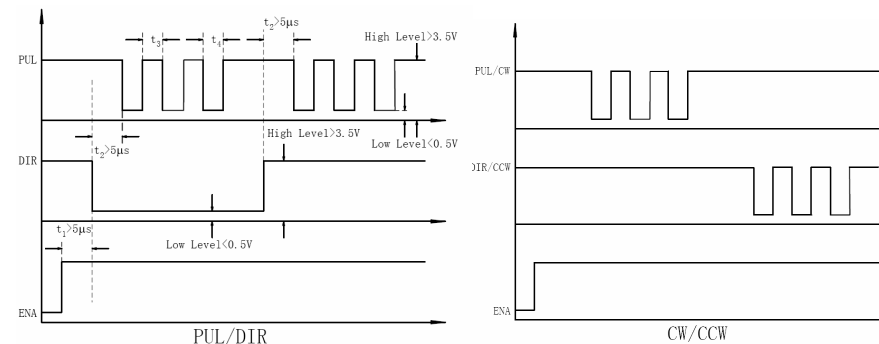 t2>5μs
t3
t4
High Level>3.5V
PUL
Low Level<0.5V
High Level>3.5V
DIR
t2>5μs
t1>5μs
Low Level<0.5V
ENA
PUL/DIR
PUL/CW
DIR/CCW
ENA
CW/CCW